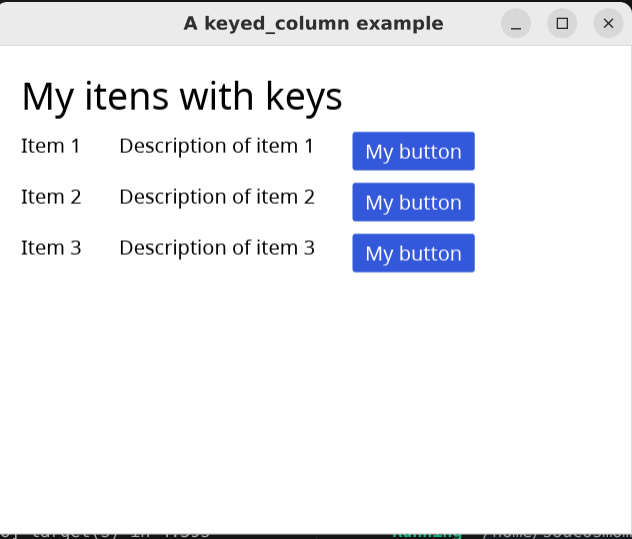 A keyed_column example
My itens with keys
Item 1 Description of item 1 My button
Item 2 Description of item 2 My button
Item 3 Description of item 3 My button